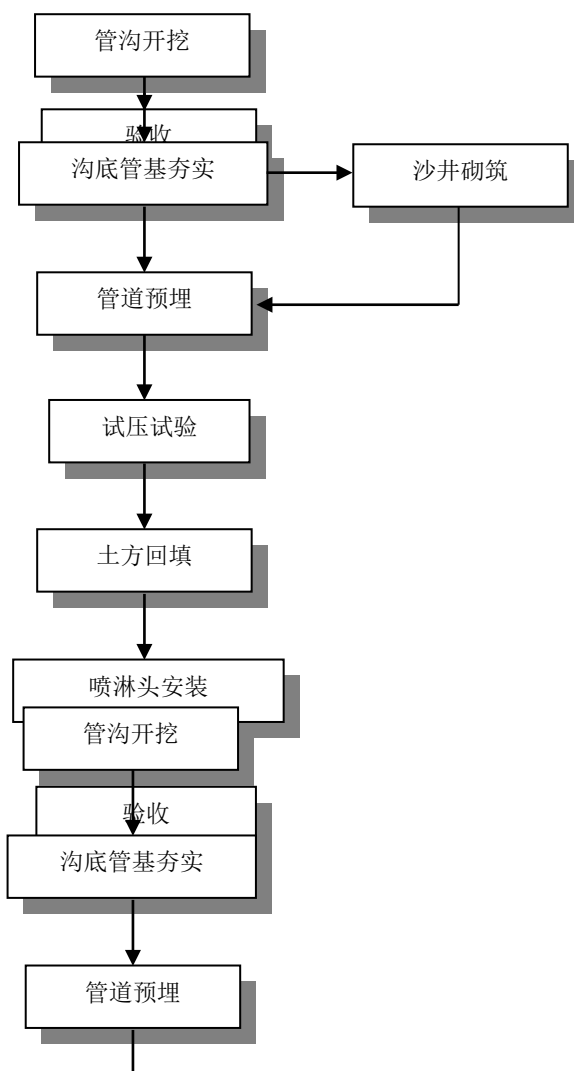 管沟开挖
验收
沟底管基夯实
沙井砌筑
管道预埋
试压试验
土方回填
喷淋头安装
管沟开挖
验收
沟底管基夯实
管道预埋